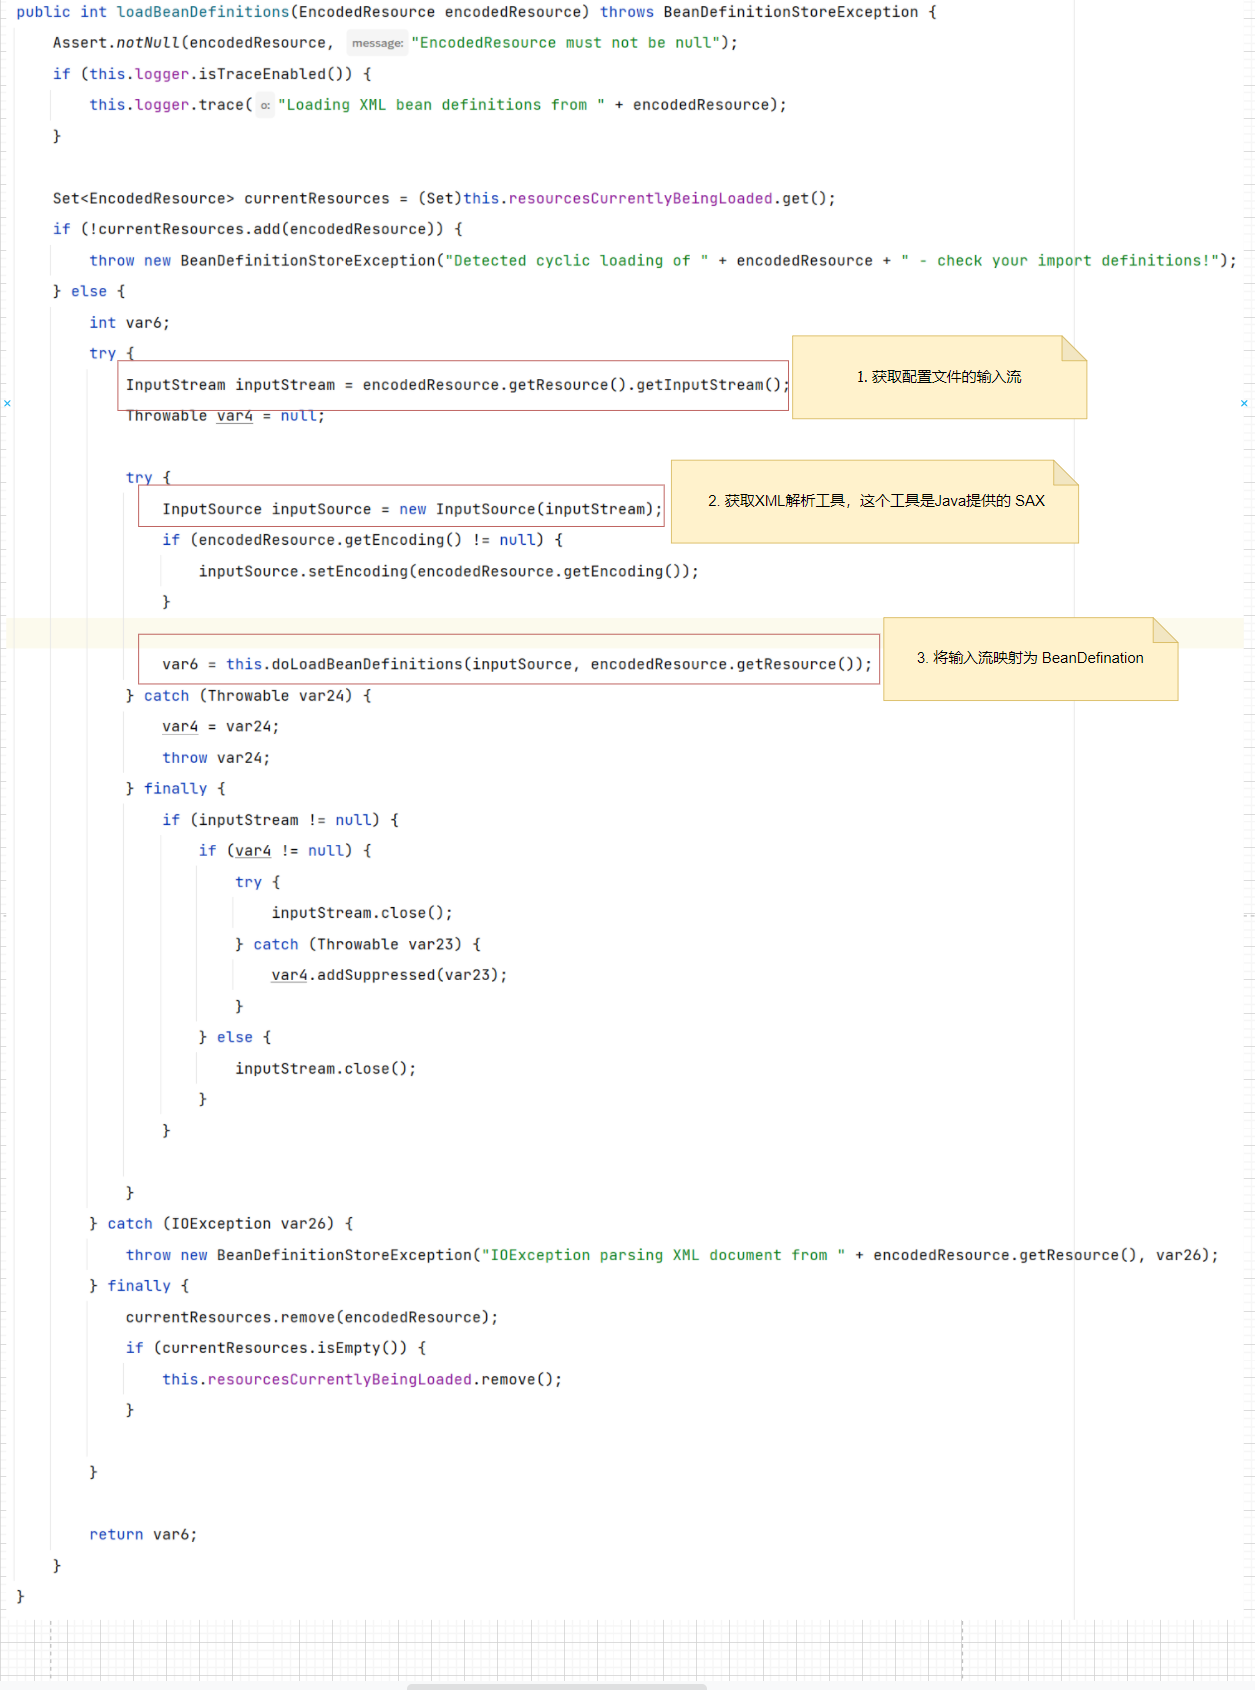 public int loadBeanDefinitions(EncodedResource encodedResource) throws BeanDefinitionStoreException {
Assert.notNull(encodedResource, message: "EncodedResource must not be null");
if (this.logger.isTraceEnabled()) {
this.logger.trace( o: "Loading XML bean definitions from " + encodedResource);
}
Set<EncodedResource> currentResources = (Set)this.resourcesCurrentlyBeingLoaded.get();
if (!currentResources.add(encodedResource)) {
throw new BeanDefinitionStoreException("Detected cyclic loading of " + encodedResource + " - check your import definitions!");
} else {
int var6;
try {
InputStream inputStream = encodedResource.getResource().getInputStream();
1. 获取配置文件的输入流
Throwable var4 = null;
try {
InputSource inputSource = new InputSource(inputStream);
2. 获取XML解析工具，这个工具是Java提供的 SAX
if (encodedResource.getEncoding() != null) {
inputSource.setEncoding(encodedResource.getEncoding());
}
var6 = this.doLoadBeanDefinitions(inputSource, encodedResource.getResource());
3. 将输入流映射为 BeanDefination
} catch (Throwable var24) {
var4 = var24;
throw var24;
} finally {
if (inputStream != null) {
if (var4 != null) {
try {
inputStream.close();
} catch (Throwable var23) {
var4.addSuppressed(var23);
}
} else {
inputStream.close();
}
}
}
} catch (IOException var26) {
throw new BeanDefinitionStoreException("IOException parsing XML document from " + encodedResource.getResource(), var26);
} finally {
currentResources.remove(encodedResource);
if (currentResources.isEmpty()) {
this.resourcesCurrentlyBeingLoaded.remove();
}
}
return var6;
}
}